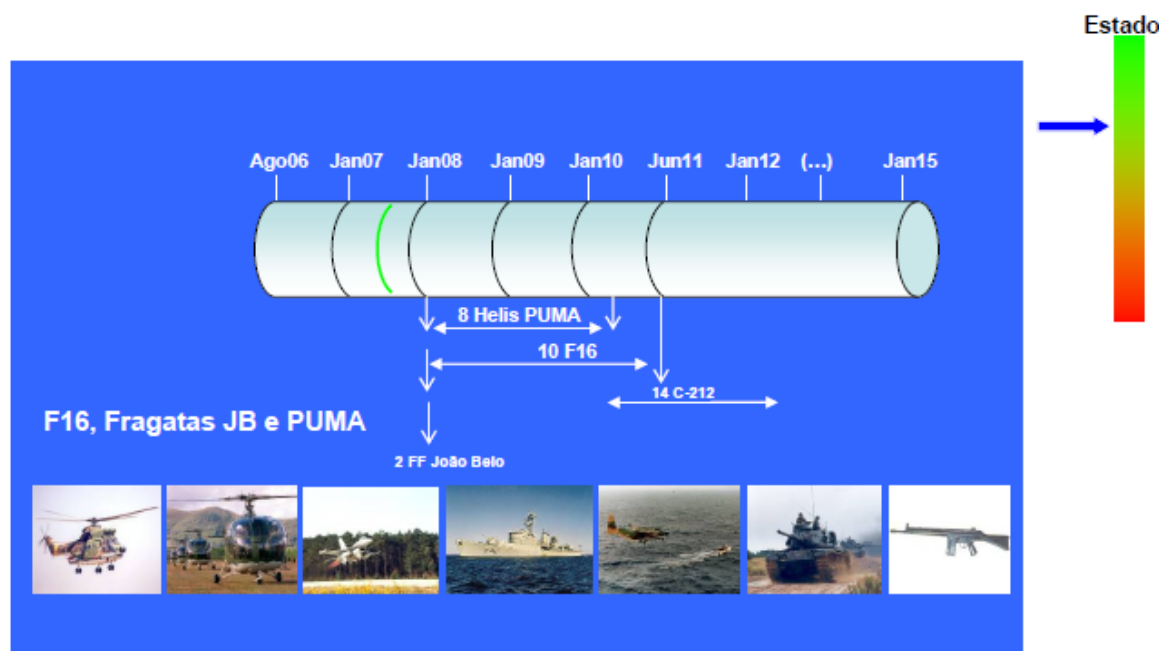 Estado
Ago06 Jan07 Jan08 Jan09 Jan10 Jun11 Jan12 (...) Jan15
8 Helis PUMA
10 F16
14 C-212
F16, Fragatas JB e PUMA
2 FF João Belo